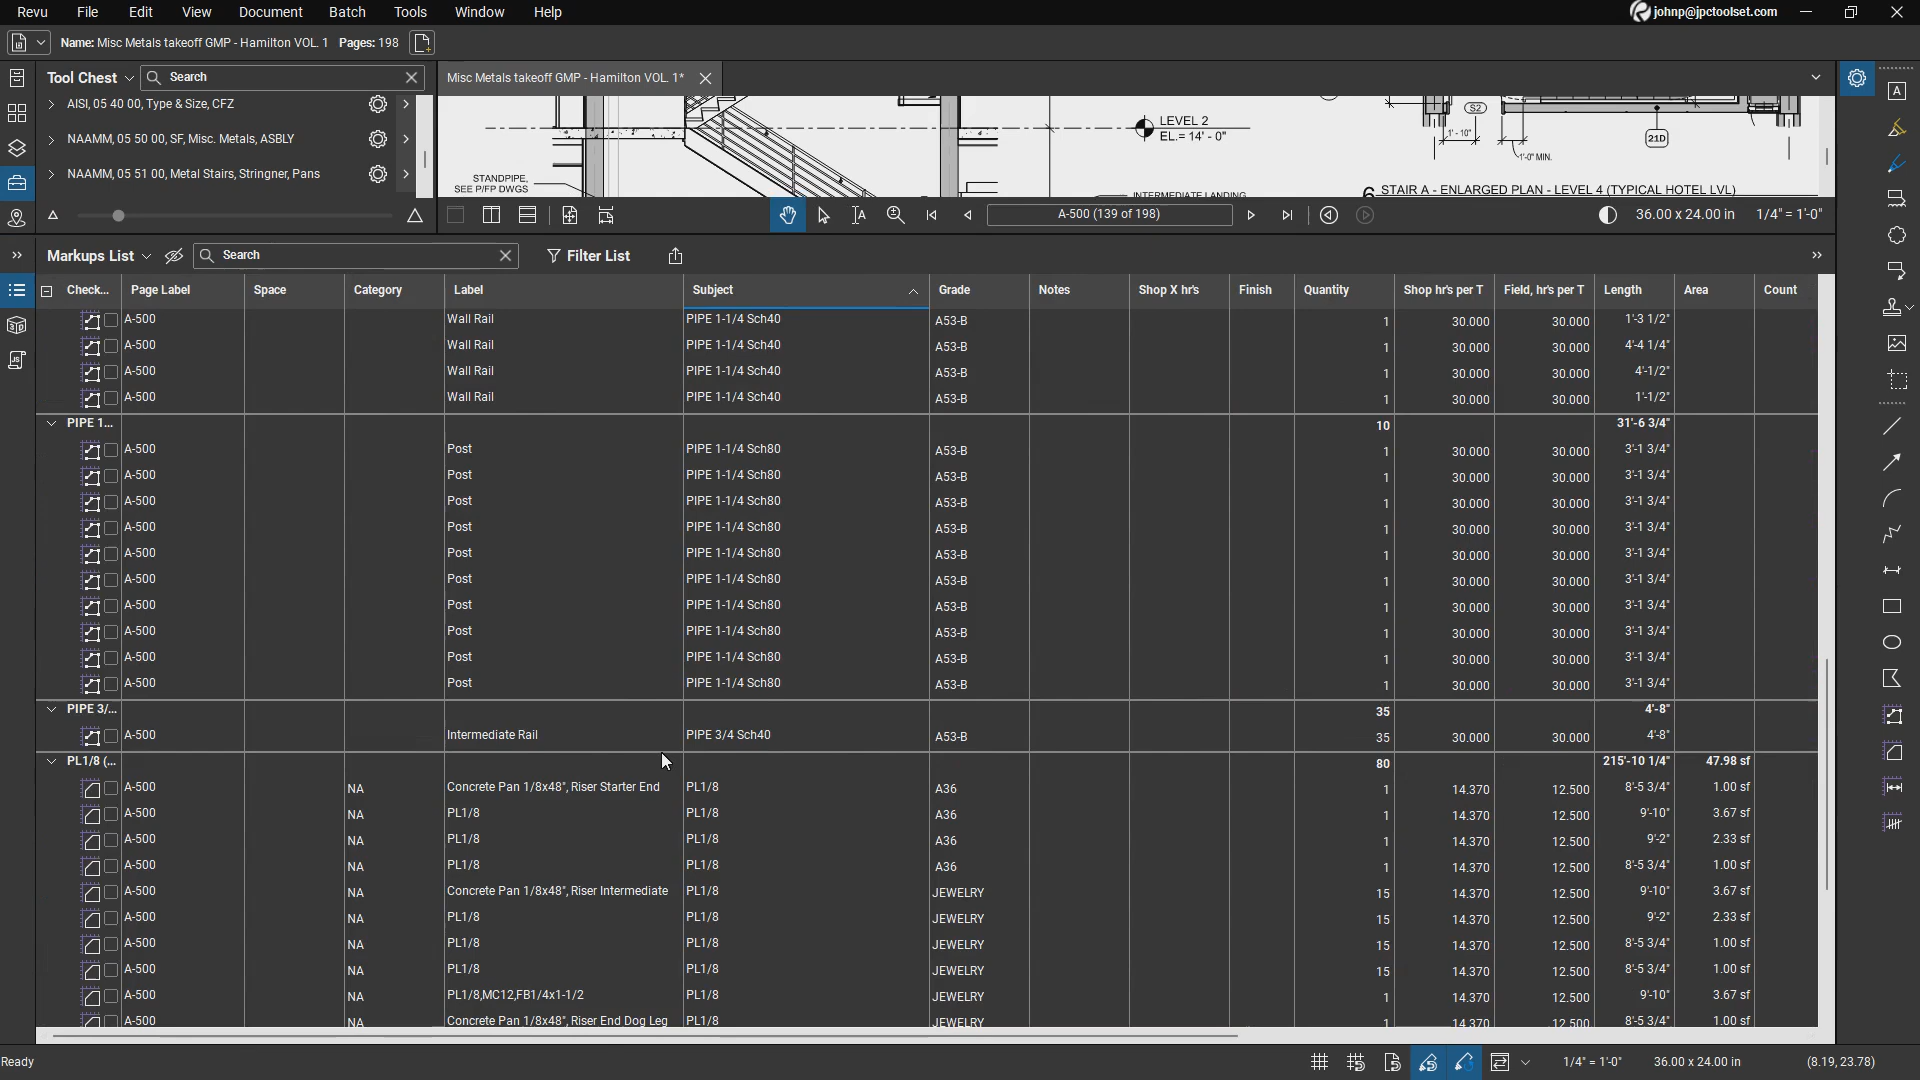 Revu File Edit View Document Batch Tools Window Help johnp@jpctoolset.com
Name: Misc Metals takeoff GMP - Hamilton VOL. 1 Pages: 198
Tool Chest Search Misc Metals takeoff GMP - Hamilton VOL. 1*
AISI, 05 40 00, Type & Size, CFZ
NAAMM, 05 50 00, SF, Misc. Metals, ASBLY
NAAMM, 05 51 00, Metal Stairs, Stringner, Pans
LEVEL 2
EL.= 14' - 0"
STANDPIPE,
SEE P/FP DWGS
INTERMEDIATE LANDING
S2
1' - 10"
21D
1'-0" MIN.
6 STAIR A - ENLARGED PLAN - LEVEL 4 (TYPICAL HOTEL LVL)
A-500 (139 of 198) 36.00 x 24.00 in 1/4" = 1'-0"
Markups List Search Filter List
Check... Page Label Space Category Label Subject Grade Notes Shop X hr's Finish Quantity Shop hr's per T Field, hr's per T Length Area Count
A-500 Wall Rail PIPE 1-1/4 Sch40 A53-B 1 30.000 30.000 1'-3 1/2"
A-500 Wall Rail PIPE 1-1/4 Sch40 A53-B 1 30.000 30.000 4'-4 1/4"
A-500 Wall Rail PIPE 1-1/4 Sch40 A53-B 1 30.000 30.000 4'-1/2"
A-500 Wall Rail PIPE 1-1/4 Sch40 A53-B 1 30.000 30.000 1'-1/2"
PIPE 1... 10 31'-6 3/4"
A-500 Post PIPE 1-1/4 Sch80 A53-B 1 30.000 30.000 3'-1 3/4"
A-500 Post PIPE 1-1/4 Sch80 A53-B 1 30.000 30.000 3'-1 3/4"
A-500 Post PIPE 1-1/4 Sch80 A53-B 1 30.000 30.000 3'-1 3/4"
A-500 Post PIPE 1-1/4 Sch80 A53-B 1 30.000 30.000 3'-1 3/4"
A-500 Post PIPE 1-1/4 Sch80 A53-B 1 30.000 30.000 3'-1 3/4"
A-500 Post PIPE 1-1/4 Sch80 A53-B 1 30.000 30.000 3'-1 3/4"
A-500 Post PIPE 1-1/4 Sch80 A53-B 1 30.000 30.000 3'-1 3/4"
A-500 Post PIPE 1-1/4 Sch80 A53-B 1 30.000 30.000 3'-1 3/4"
A-500 Post PIPE 1-1/4 Sch80 A53-B 1 30.000 30.000 3'-1 3/4"
A-500 Post PIPE 1-1/4 Sch80 A53-B 1 30.000 30.000 3'-1 3/4"
PIPE 3/... 35 4'-8"
A-500 Intermediate Rail PIPE 3/4 Sch40 A53-B 35 30.000 30.000 4'-8"
PL1/8 (... 80 215'-10 1/4" 47.98 sf
A-500 NA Concrete Pan 1/8x48", Riser Starter End PL1/8 A36 1 14.370 12.500 8'-5 3/4" 1.00 sf
A-500 NA PL1/8 PL1/8 A36 1 14.370 12.500 9'-10" 3.67 sf
A-500 NA PL1/8 PL1/8 A36 1 14.370 12.500 9'-2" 2.33 sf
A-500 NA PL1/8 PL1/8 A36 1 14.370 12.500 8'-5 3/4" 1.00 sf
A-500 NA Concrete Pan 1/8x48", Riser Intermediate PL1/8 JEWELRY 15 14.370 12.500 9'-10" 3.67 sf
A-500 NA PL1/8 PL1/8 JEWELRY 15 14.370 12.500 9'-2" 2.33 sf
A-500 NA PL1/8 PL1/8 JEWELRY 15 14.370 12.500 8'-5 3/4" 1.00 sf
A-500 NA PL1/8 PL1/8 JEWELRY 15 14.370 12.500 8'-5 3/4" 1.00 sf
A-500 NA PL1/8,MC12,FB1/4x1-1/2 PL1/8 JEWELRY 1 14.370 12.500 9'-10" 3.67 sf
A-500 NA Concrete Pan 1/8x48", Riser End Dog Leg PL1/8 JEWELRY 1 14.370 12.500 8'-5 3/4" 1.00 sf
Ready 1/4" = 1'-0" 36.00 x 24.00 in (8.19, 23.78)